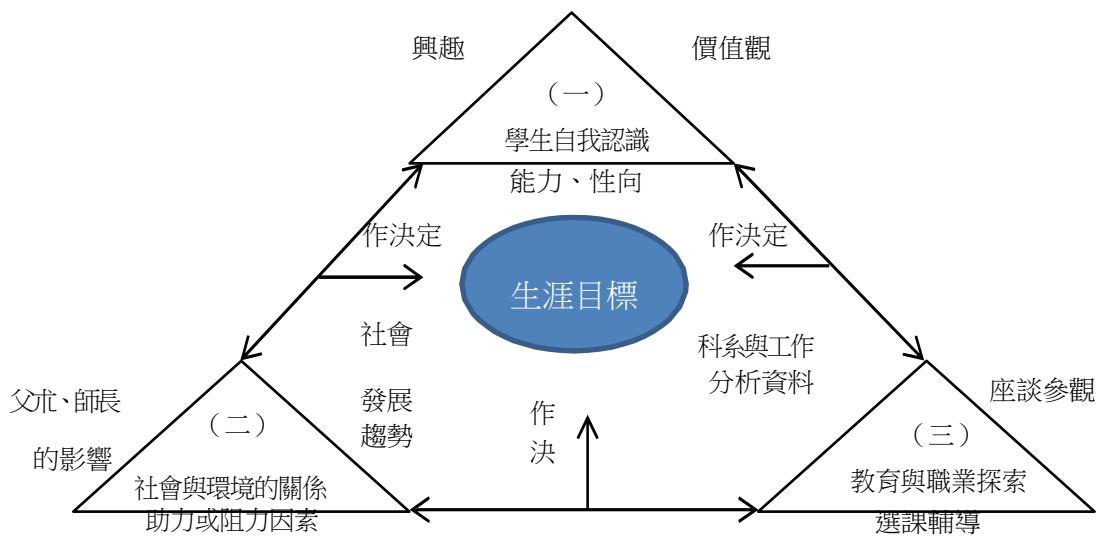 興趣
價值觀
（一）
學生自我認識
能力、性向
作決定
作決定
生涯目標
社會
發展
趨勢
科系與工作
分析資料
父朮、師長
的影響
（二）
社會與環境的關係
助力或阻力因素
作
決
座談參觀
（三）
教育與職業探索
選課輔導